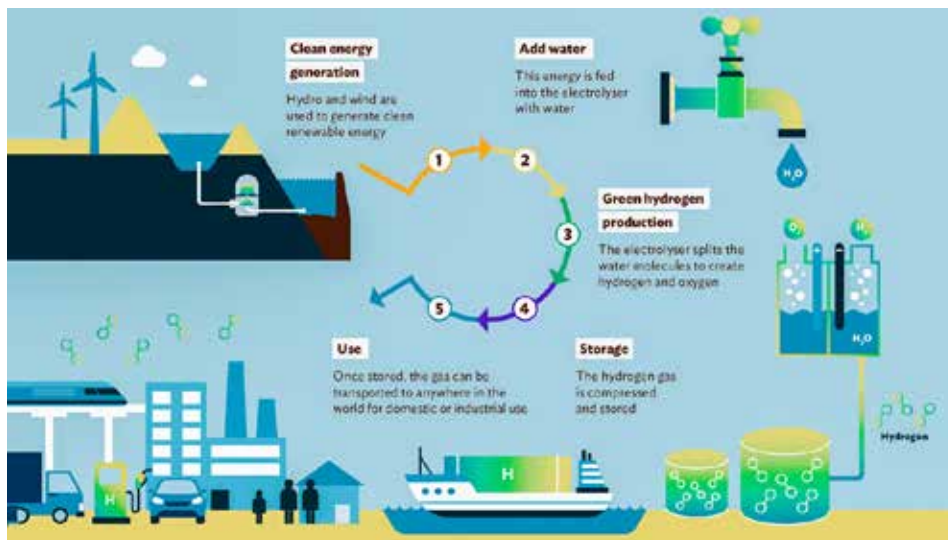 Clean energy
generation
Hydro and wind are
used to generate clean
renewable energy
1
Add water
This energy is fed
into the electrolyser
with water
2
H₂O
Green hydrogen
production
The electrolyser splits the
water molecules to create
hydrogen and oxygen
3
O₂
H₂
H₂O
Storage
The hydrogen gas
is compressed
and stored
4
Hydrogen
Use
Once stored, the gas can be
transported to anywhere in the
world for domestic or industrial use
5
H
H